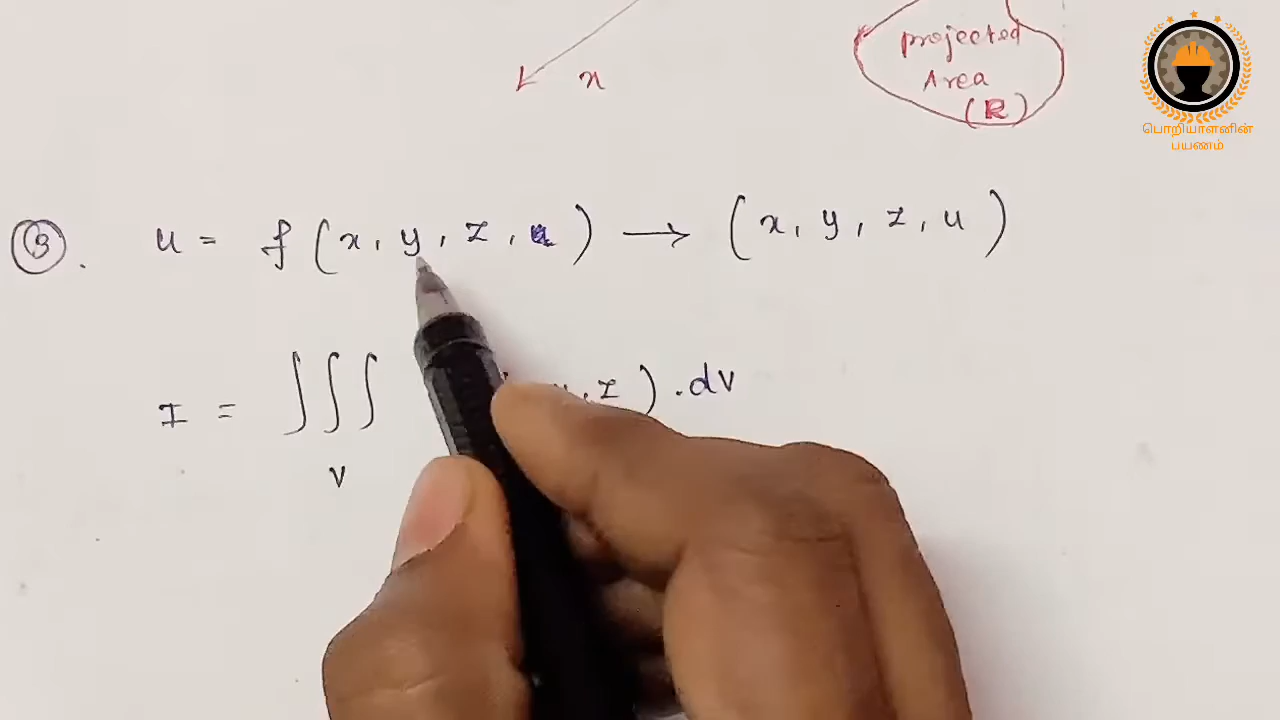 projected
Area
(R)
x
பொறியாளனின்
பயணம்
3. u = f(x, y, z, ) → (x, y, z, u)
I = ∫∫∫ , z). dv
v